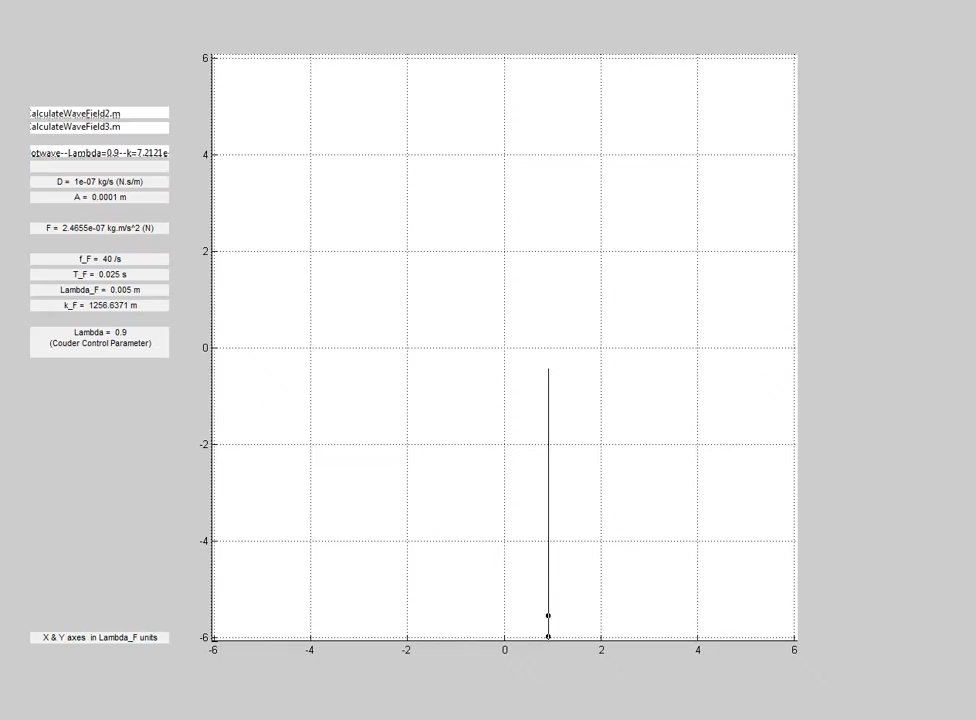 alculateWaveField2.m
alculateWaveField3.m
otwave--Lambda=0.9--k=7.2121e-
D = 1e-07 kg/s (N.s/m)
A = 0.0001 m
F = 2.4655e-07 kg.m/s^2 (N)
f_F = 40 /s
T_F = 0.025 s
Lambda_F = 0.005 m
k_F = 1256.6371 m
Lambda = 0.9
(Couder Control Parameter)
X & Y axes in Lambda_F units
6
4
2
0
-2
-4
-6
-6 -4 -2 0 2 4 6